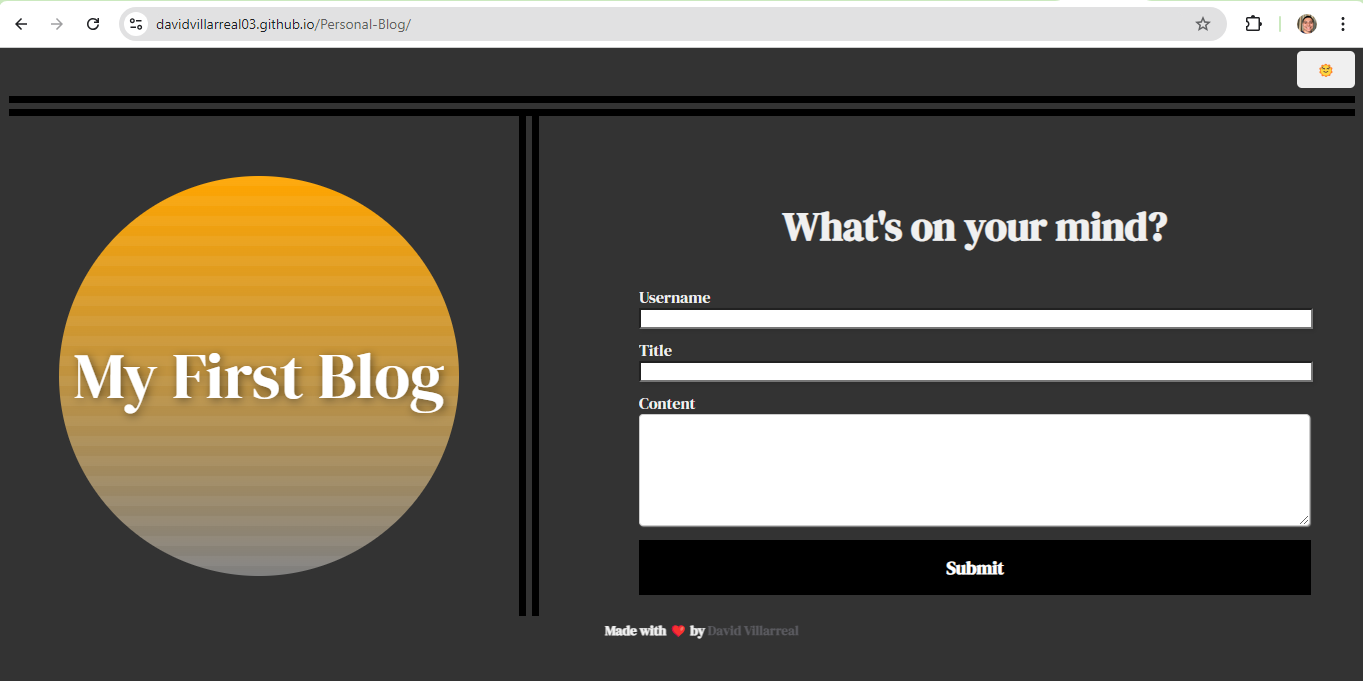 davidvillarreal03.github.io/Personal-Blog/
My First Blog
What's on your mind?
Username
Title
Content
Submit
Made with ❤️ by David Villarreal